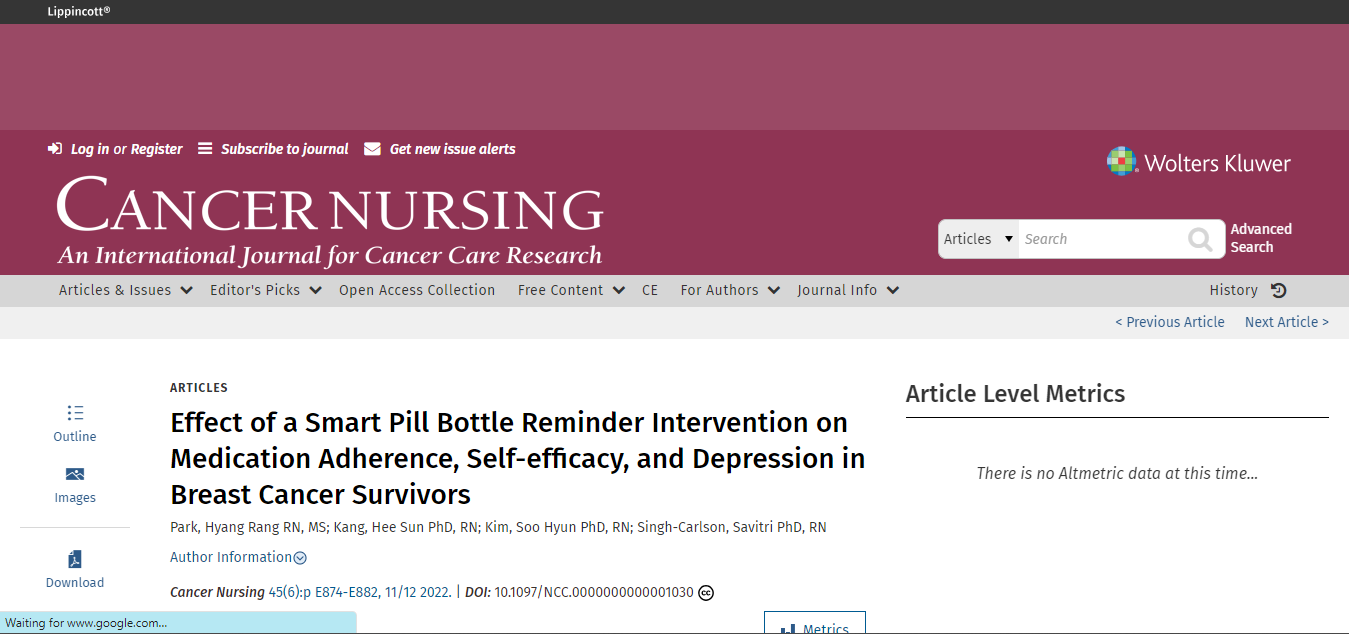 Lippincott®
Log in or Register Subscribe to journal Get new issue alerts
Wolters Kluwer
CANCER NURSING
An International Journal for Cancer Care Research
Articles Search
Advanced
Search
Articles & Issues Editor's Picks Open Access Collection Free Content CE For Authors Journal Info History
< Previous Article Next Article >
ARTICLES
Effect of a Smart Pill Bottle Reminder Intervention on
Medication Adherence, Self-efficacy, and Depression in
Breast Cancer Survivors
Park, Hyang Rang RN, MS; Kang, Hee Sun PhD, RN; Kim, Soo Hyun PhD, RN; Singh-Carlson, Savitri PhD, RN
Author Information
Cancer Nursing 45(6):p E874-E882, 11/12 2022. | DOI: 10.1097/NCC.0000000000001030 cc
Metrics
Outline
Images
Download
Article Level Metrics
There is no Altmetric data at this time...
Waiting for www.google.com...